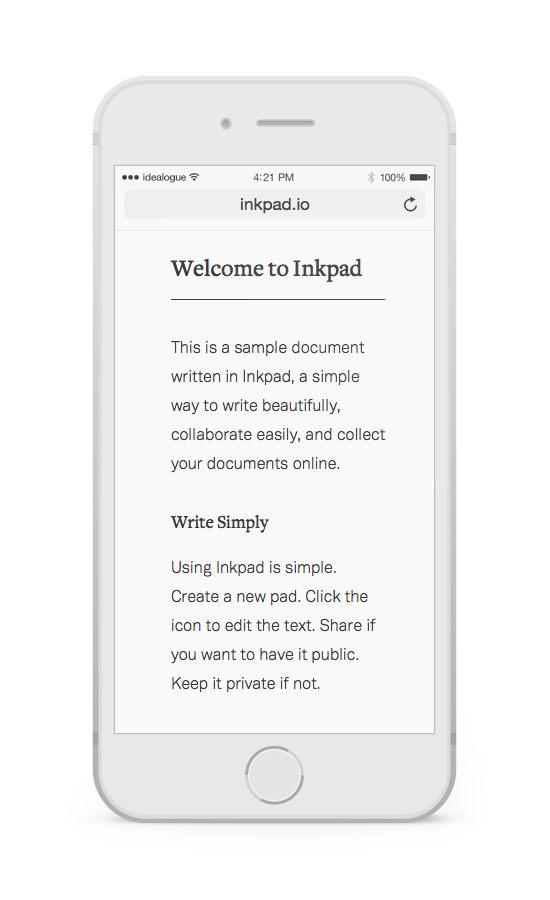 idealogue 4:21 PM 100%
inkpad.io
Welcome to Inkpad
This is a sample document
written in Inkpad, a simple
way to write beautifully,
collaborate easily, and collect
your documents online.
Write Simply
Using Inkpad is simple.
Create a new pad. Click the
icon to edit the text. Share if
you want to have it public.
Keep it private if not.